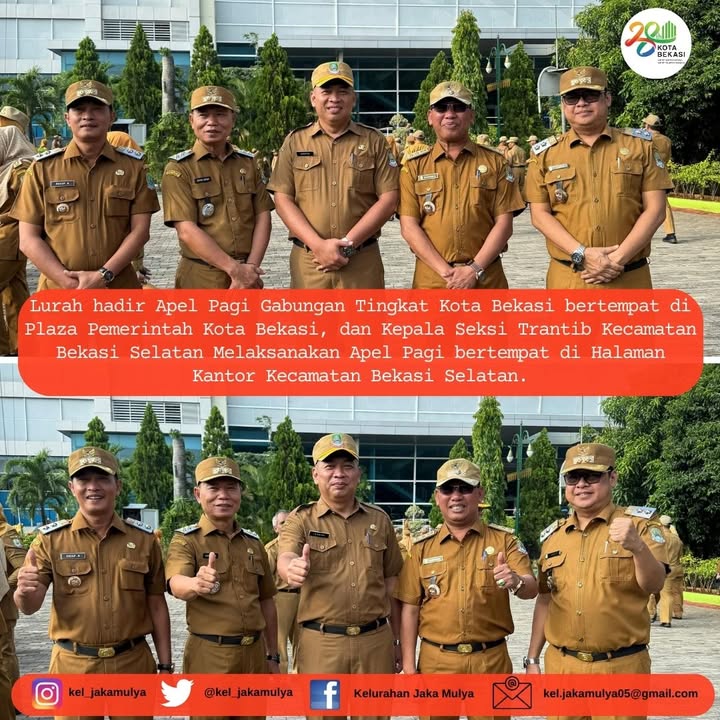 28
KOTA
BEKASI
Lurah hadir Apel Pagi Gabungan Tingkat Kota Bekasi bertempat di
Plaza Pemerintah Kota Bekasi, dan Kepala Seksi Trantib Kecamatan
Bekasi Selatan Melaksanakan Apel Pagi bertempat di Halaman
Kantor Kecamatan Bekasi Selatan.
kel_jakamulya
@kel_jakamulya
Kelurahan Jaka Mulya
kel.jakamulya05@gmail.com